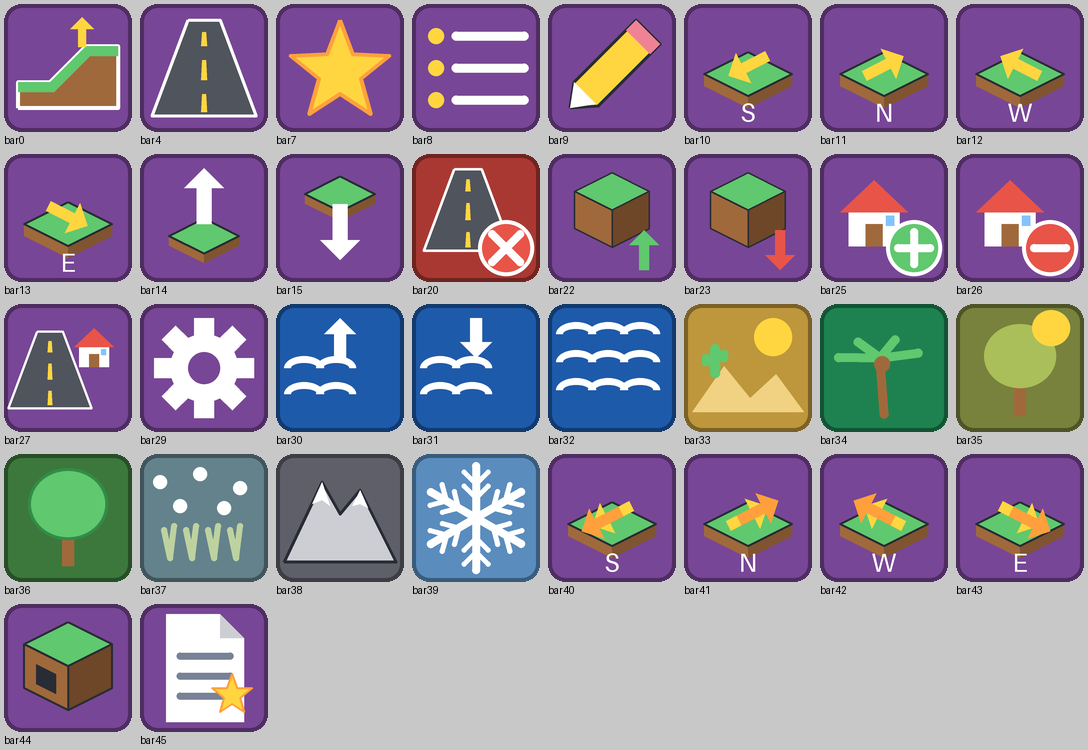 bar0 bar4 bar7 bar8 bar9 S bar10 N bar11 W bar12
E bar13 bar14 bar15 bar20 bar22 bar23 bar25 bar26
bar27 bar29 bar30 bar31 bar32 bar33 bar34 bar35
bar36 bar37 bar38 bar39 S bar40 N bar41 W bar42 E bar43
bar44 bar45